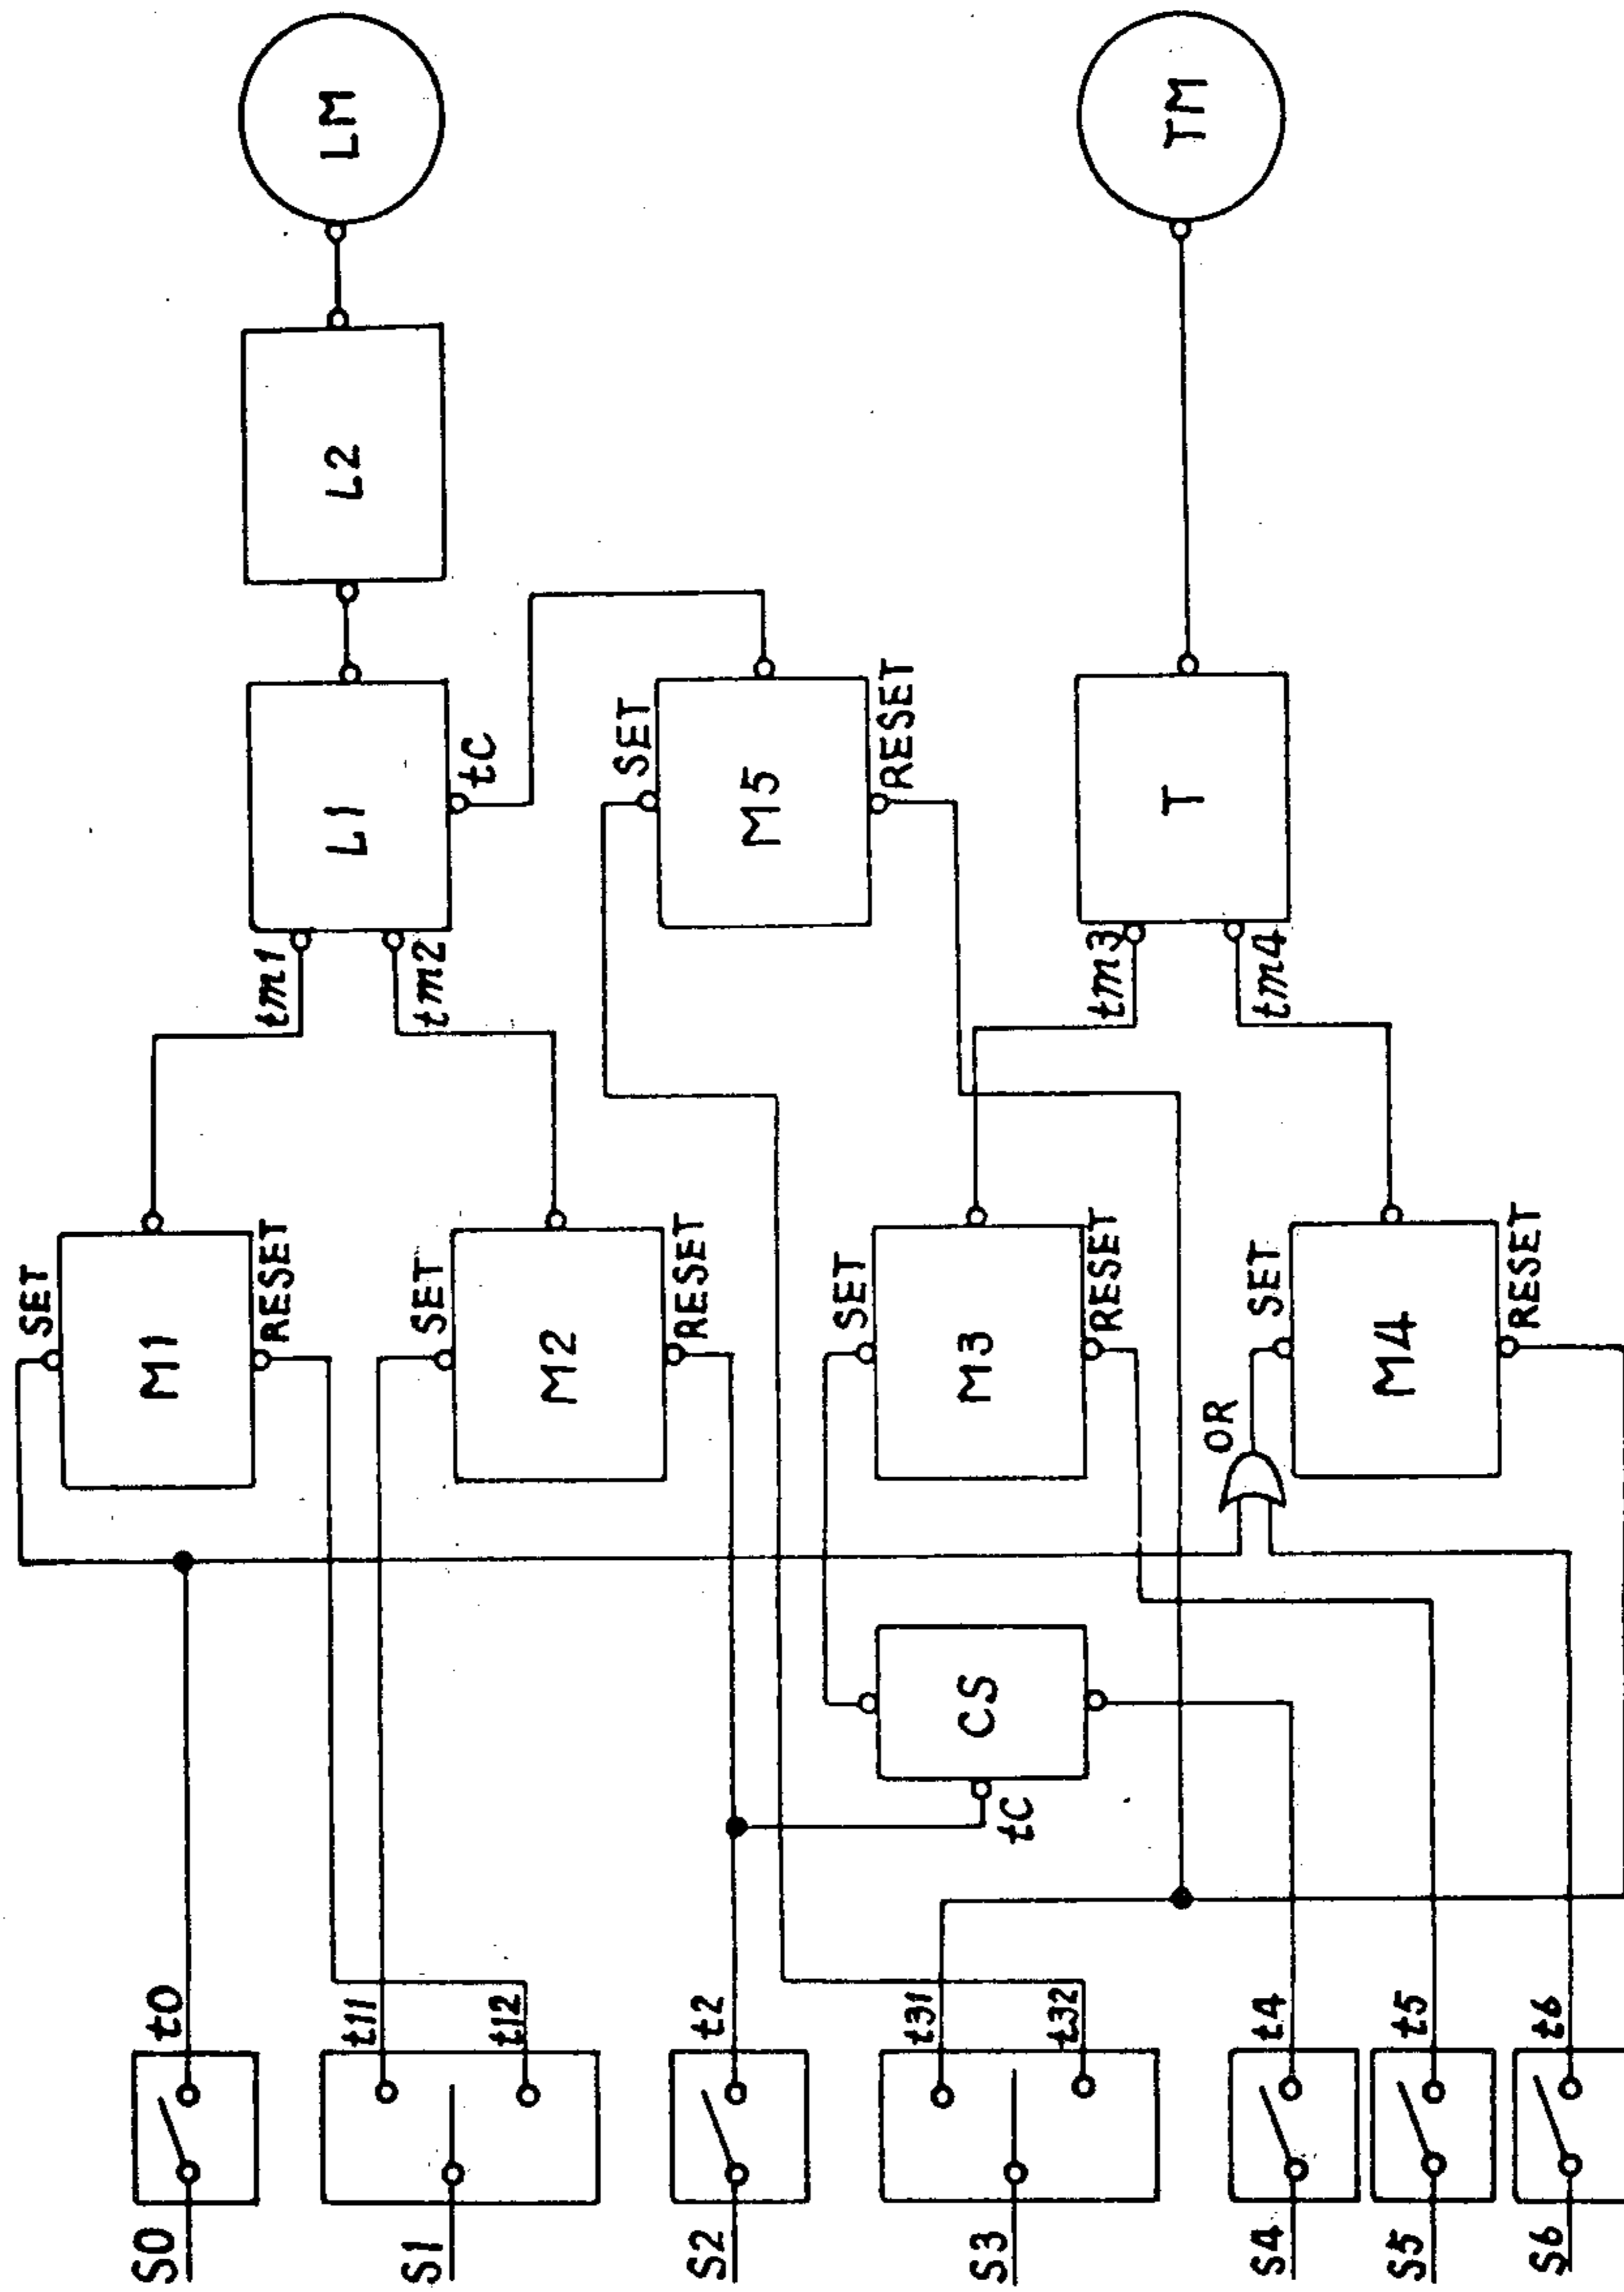 S0
t0
S1
t11
t12
S2
t2
S3
t31
t32
S4
t4
S5
t5
S6
t6
CS
tC
OR
SET
M1
RESET
SET
M2
RESET
SET
M3
RESET
SET
M4
RESET
tm1
tm2
L1
tC
SET
M5
RESET
tm3
tm4
T
L2
LM
TM